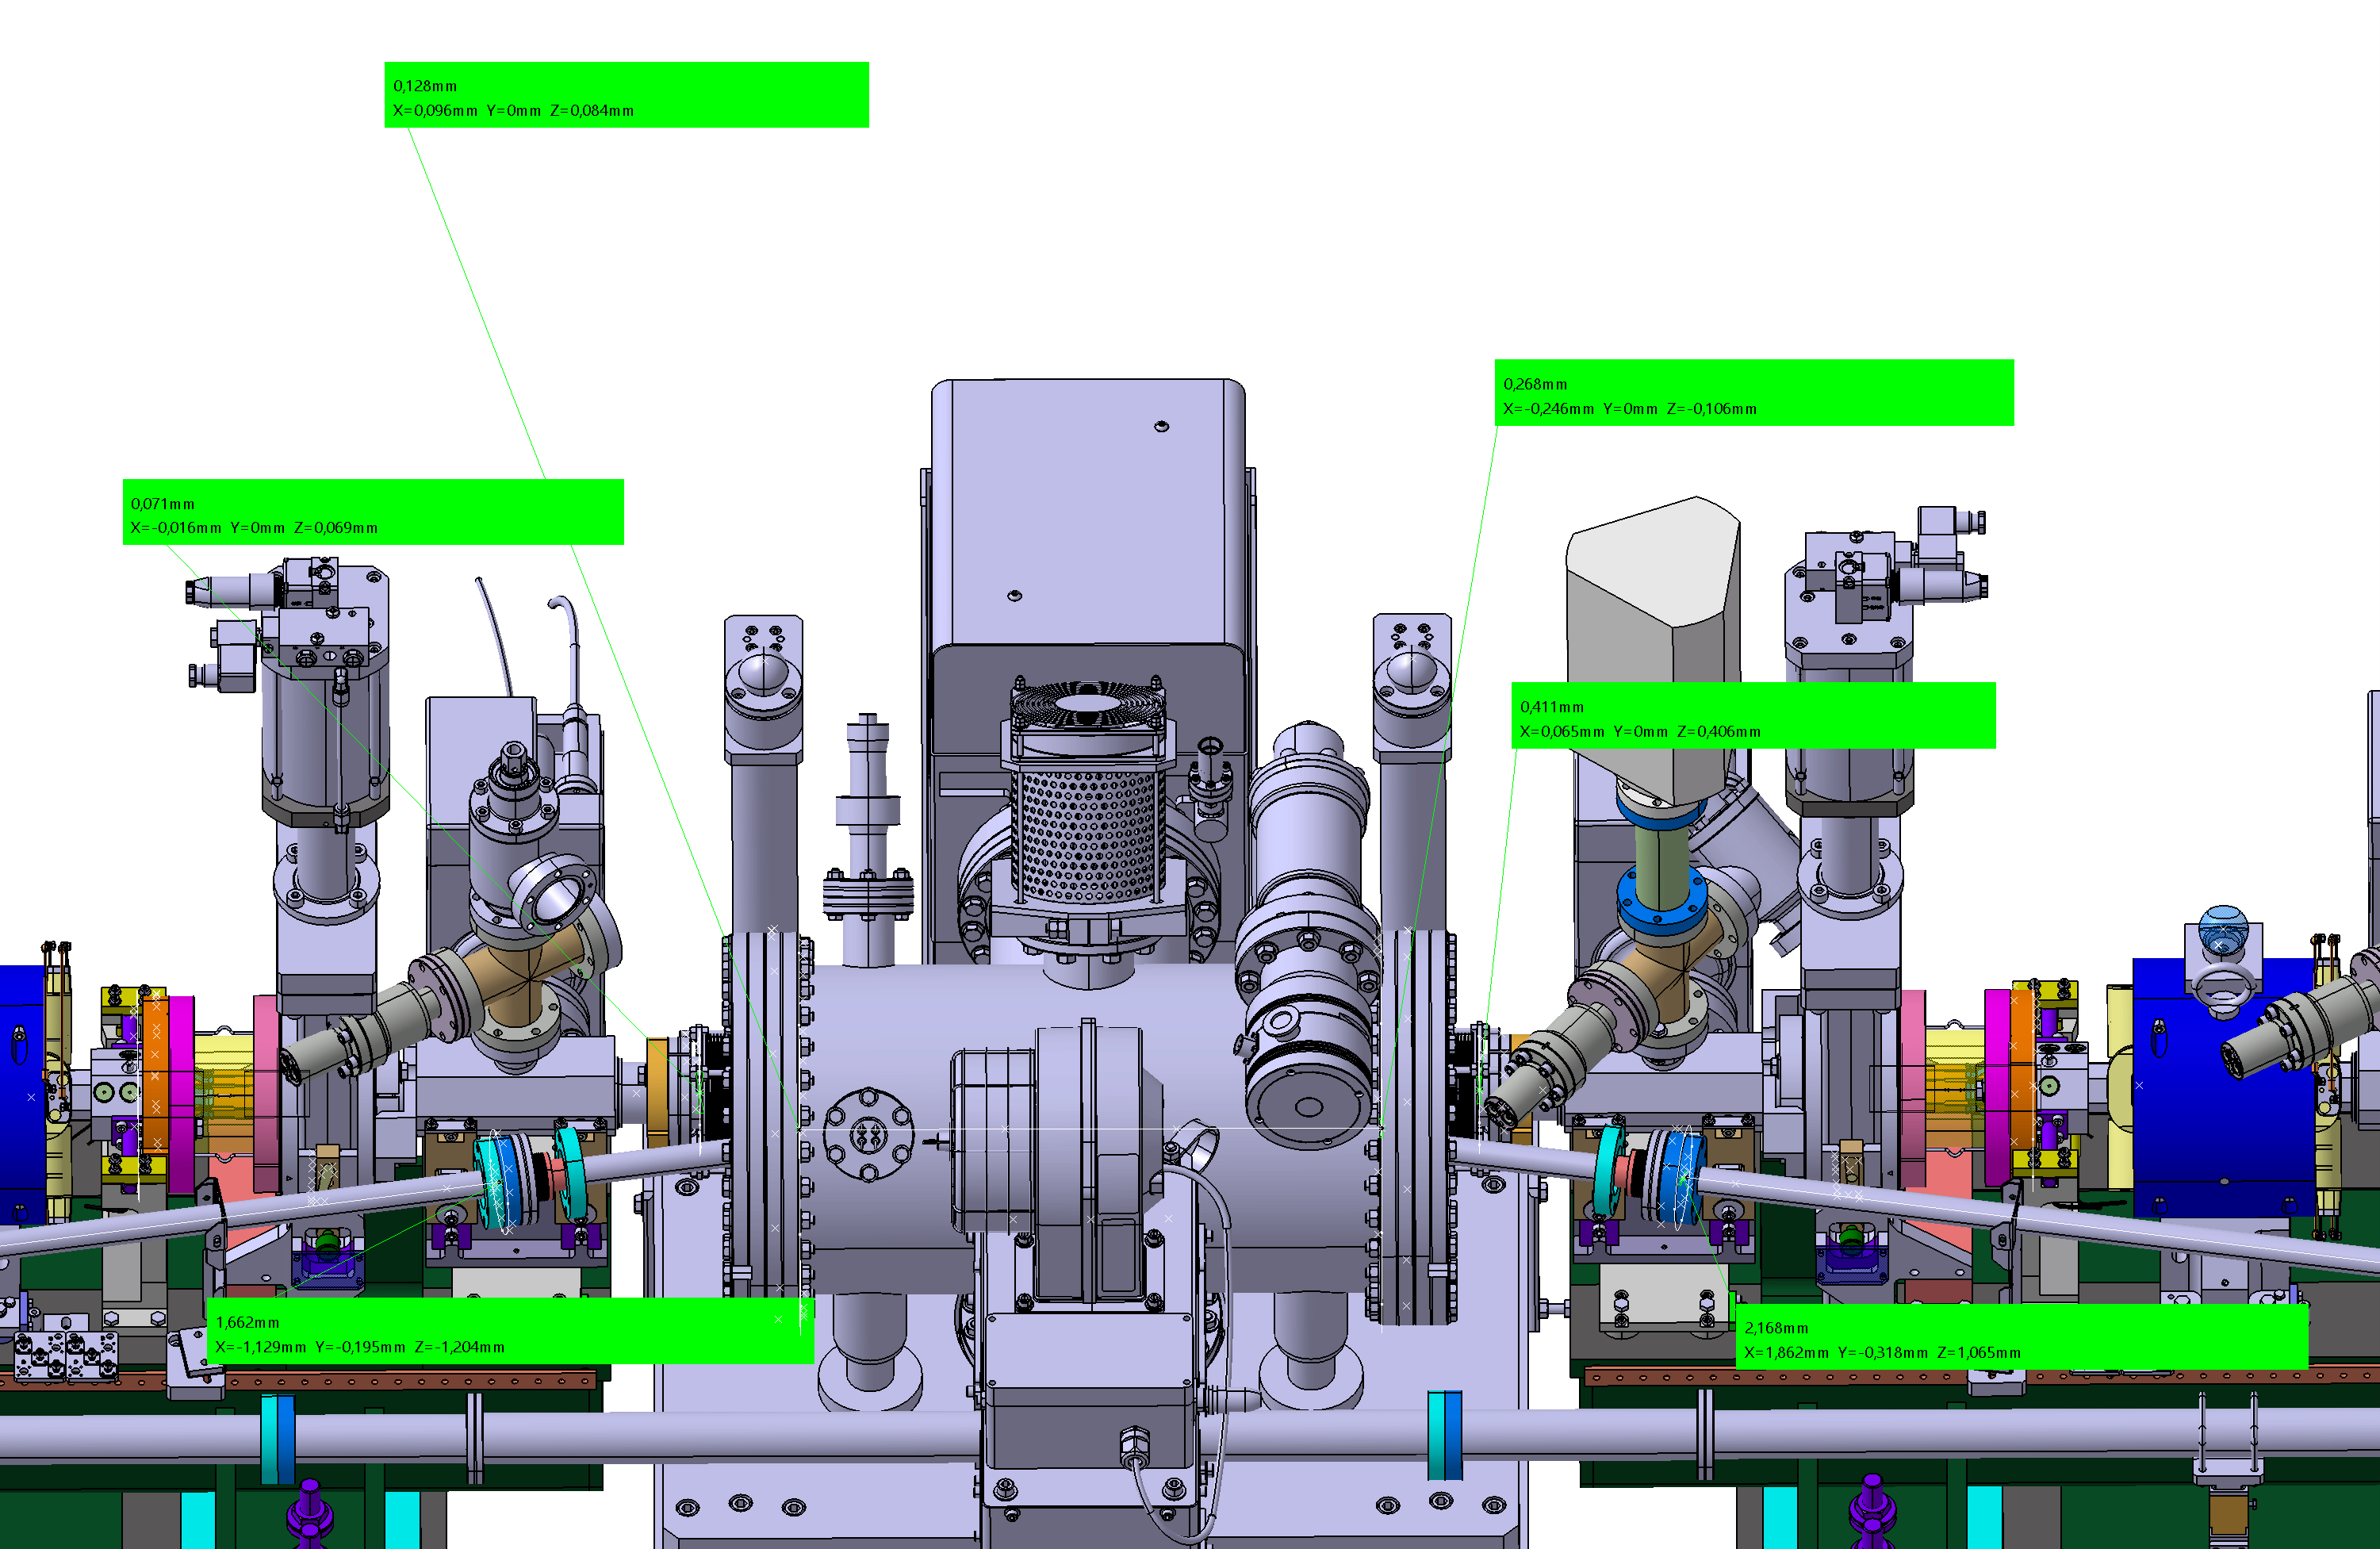 0,128mm
X=0,096mm Y=0mm Z=0,084mm
0,268mm
X=-0,246mm Y=0mm Z=-0,106mm
0,071mm
X=-0,016mm Y=0mm Z=0,069mm
0,411mm
X=0,065mm Y=0mm Z=0,406mm
1,662mm
X=-1,129mm Y=-0,195mm Z=-1,204mm
2,168mm
X=1,862mm Y=-0,318mm Z=1,065mm